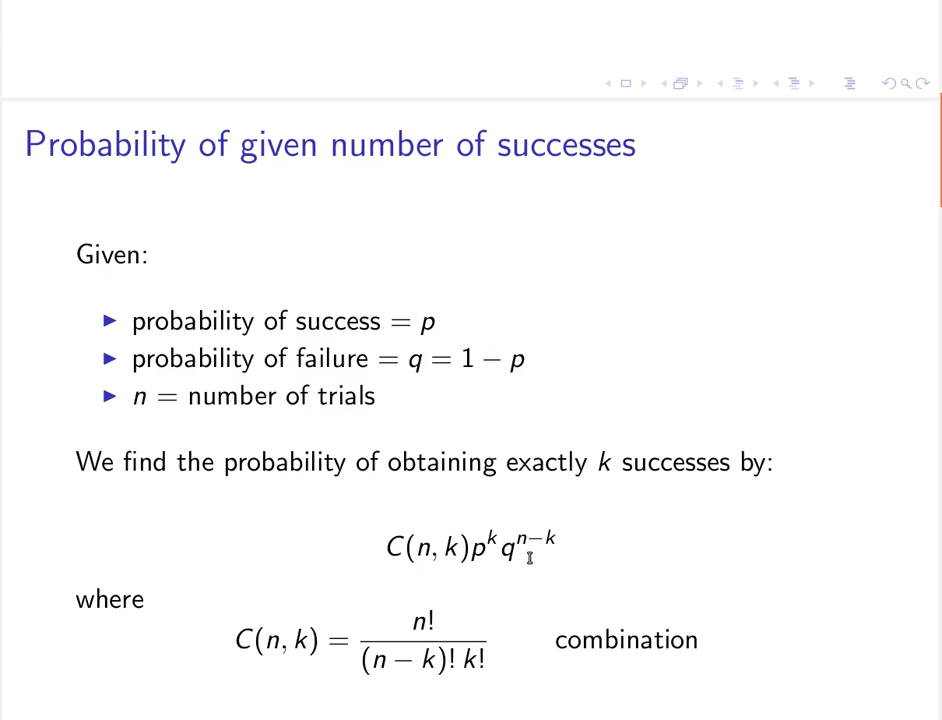 Probability of given number of successes
Given:
▶ probability of success = p
▶ probability of failure = q = 1 − p
▶ n = number of trials
We find the probability of obtaining exactly k successes by:
C(n, k)p^k q^{n−k}
where
C(n, k) = n! / (n − k)! k! combination